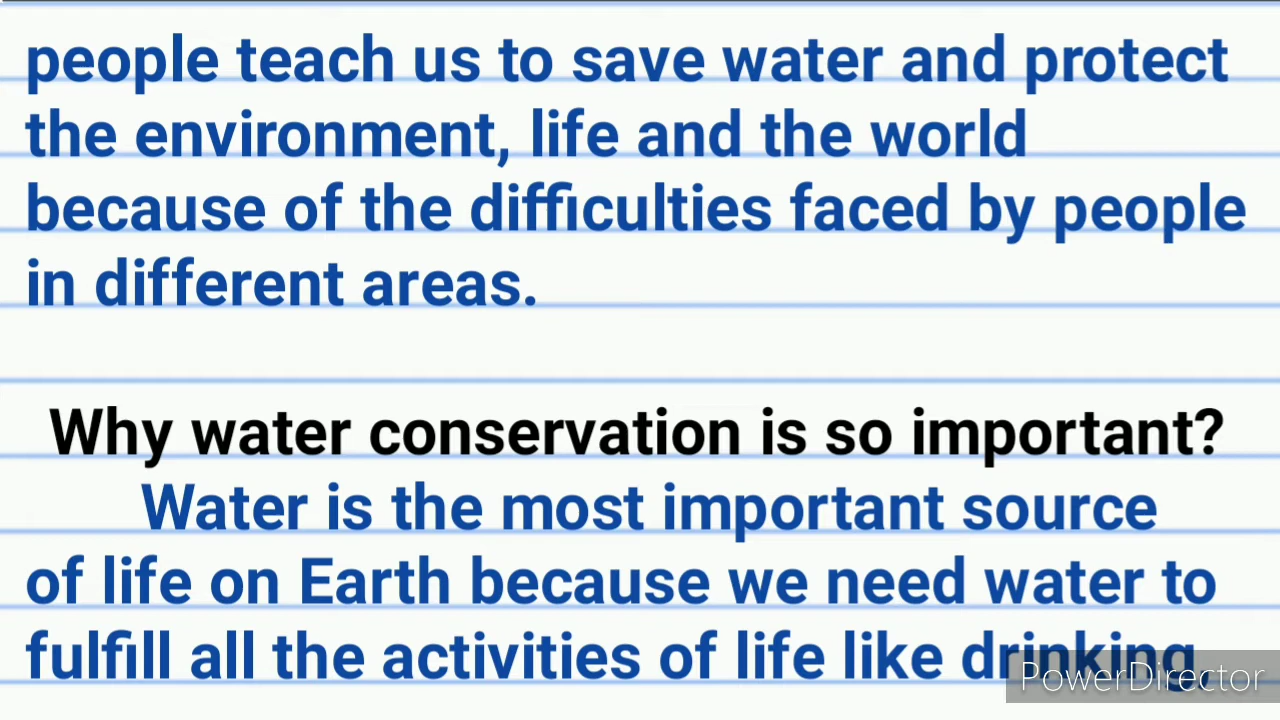 people teach us to save water and protect
the environment, life and the world
because of the difficulties faced by people
in different areas.
Why water conservation is so important?
Water is the most important source
of life on Earth because we need water to
fulfill all the activities of life like drinking,
PowerDirector